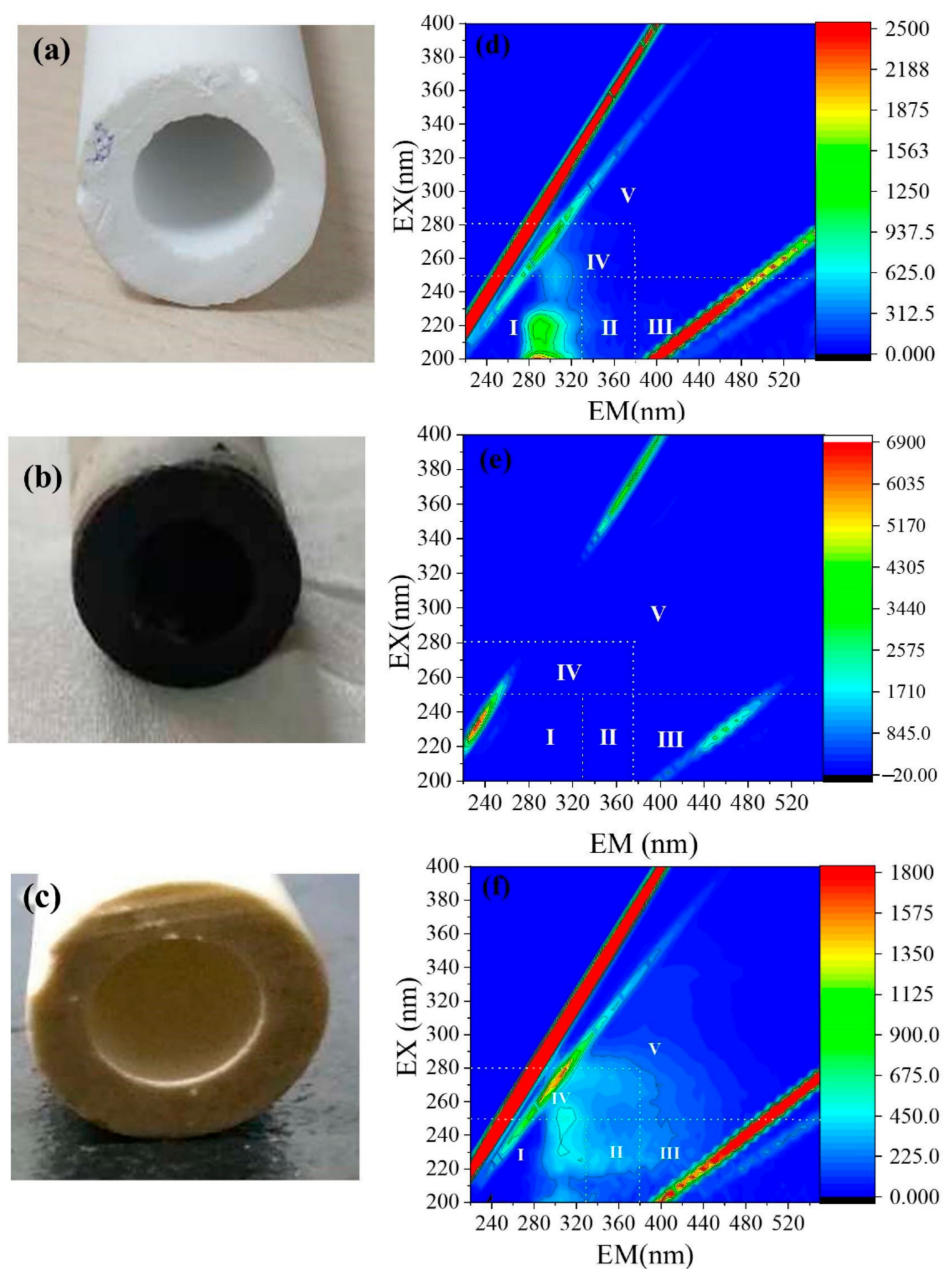 (a)
(d)
400
380
360
340
320
300
280
260
240
220
200
EX(nm)
V
IV
I
II
III
240 280 320 360 400 440 480 520
EM(nm)
2500
2188
1875
1563
1250
937.5
625.0
312.5
0.000
(b)
(e)
400
380
360
340
320
300
280
260
240
220
200
EX(nm)
V
IV
I
II
III
240 280 320 360 400 440 480 520
EM (nm)
6900
6035
5170
4305
3440
2575
1710
845.0
−20.00
(c)
(f)
400
380
360
340
320
300
280
260
240
220
200
EX (nm)
V
IV
I
II
III
240 280 320 360 400 440 480 520
EM(nm)
1800
1575
1350
1125
900.0
675.0
450.0
225.0
0.000